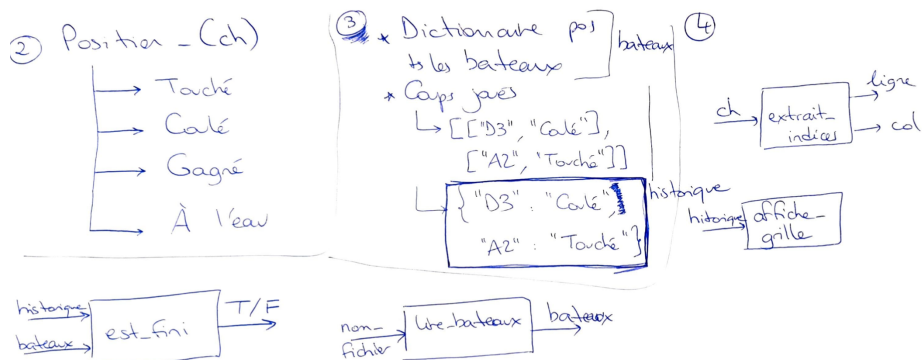 ② Position_(ch)
Touché
Coulé
Gagné
À l'eau
③ * Dictionnaire pos
ts les bateaux
bateaux
* Coups joués
[["D3", "Coulé"],
["A2", "Touché"]]
{"D3" : "Coulé",
"A2" : "Touché"}
historique
④
ch
extrait_
indices
ligne
col
historique
affiche_
grille
historique
bateaux
est_fini
T/F
nom_
fichier
lire_bateaux
bateaux